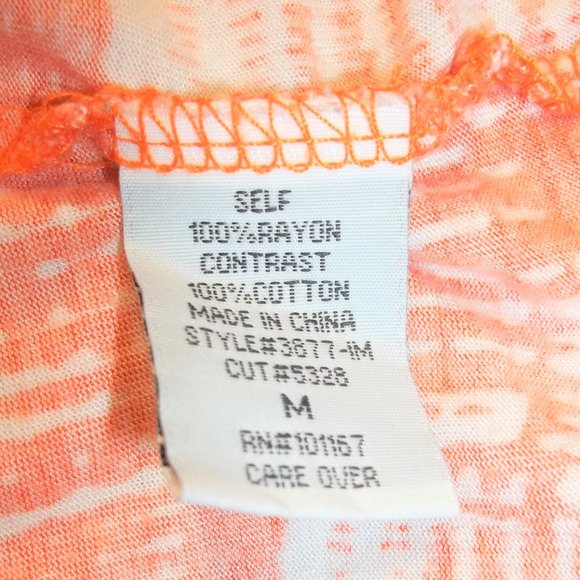 SELF
100%RAYON
CONTRAST
100%COTTON
MADE IN CHINA
STYLE#3677-IM
CUT#5328
M
RN#101167
CARE OVER